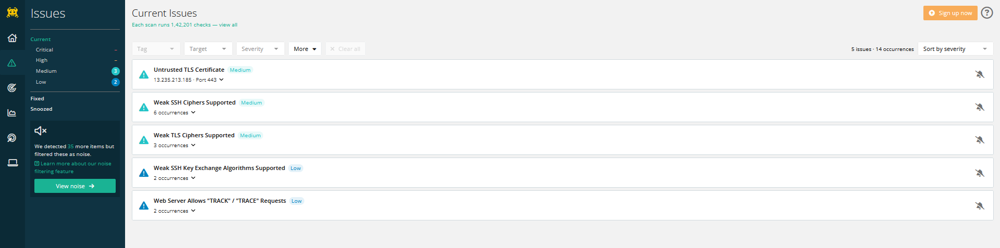 Issues
Current
Critical –
High –
Medium 3
Low 2
Fixed
Snoozed
We detected 35 more items but
filtered these as noise.
Learn more about our noise
filtering feature
View noise
Current Issues
Each scan runs 1,42,201 checks — view all
Sign up now
Tag
Target
Severity
More
Clear all
5 issues · 14 occurrences
Sort by severity
Untrusted TLS Certificate Medium
13.235.213.185 · Port 443
Weak SSH Ciphers Supported Medium
6 occurrences
Weak TLS Ciphers Supported Medium
3 occurrences
Weak SSH Key Exchange Algorithms Supported Low
2 occurrences
Web Server Allows "TRACK" / "TRACE" Requests Low
2 occurrences